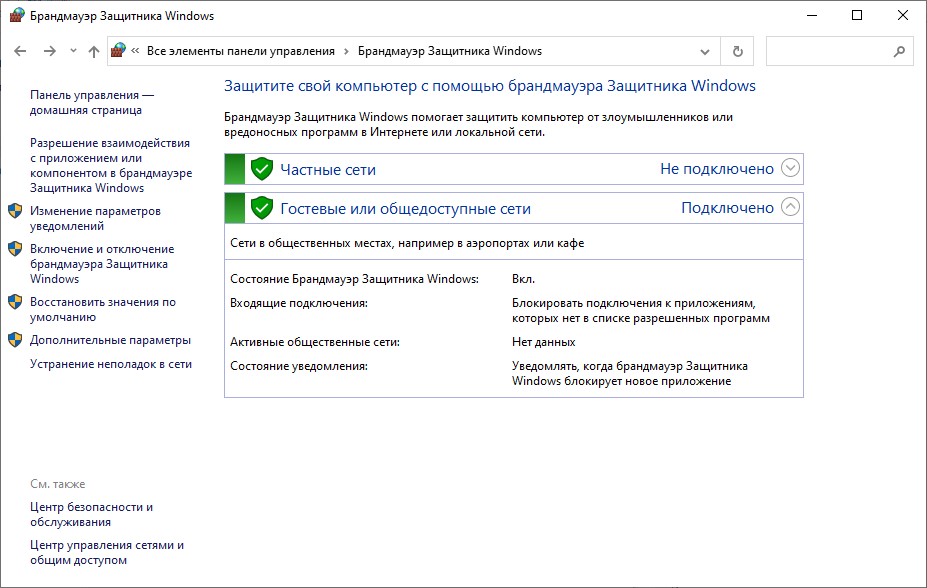 Брандмауэр Защитника Windows
« Все элементы панели управления › Брандмауэр Защитника Windows
Панель управления —
домашняя страница
Разрешение взаимодействия
с приложением или
компонентом в брандмауэре
Защитника Windows
Изменение параметров
уведомлений
Включение и отключение
брандмауэра Защитника
Windows
Восстановить значения по
умолчанию
Дополнительные параметры
Устранение неполадок в сети
См. также
Центр безопасности и
обслуживания
Центр управления сетями и
общим доступом
Защитите свой компьютер с помощью брандмауэра Защитника Windows
Брандмауэр Защитника Windows помогает защитить компьютер от злоумышленников или
вредоносных программ в Интернете или локальной сети.
Частные сети Не подключено
Гостевые или общедоступные сети Подключено
Сети в общественных местах, например в аэропортах или кафе
Состояние Брандмауэр Защитника Windows: Вкл.
Входящие подключения: Блокировать подключения к приложениям,
которых нет в списке разрешенных программ
Активные общественные сети: Нет данных
Состояние уведомления: Уведомлять, когда брандмауэр Защитника
Windows блокирует новое приложение